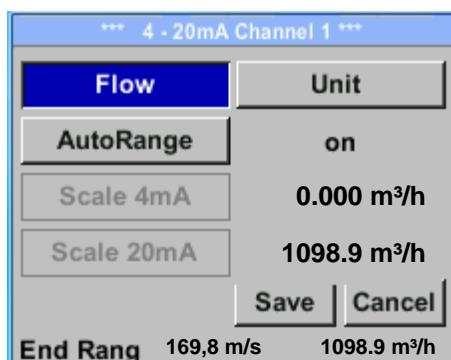 *** 4 - 20mA Channel 1 ***
Flow Unit
AutoRange on
Scale 4mA 0.000 m³/h
Scale 20mA 1098.9 m³/h
Save Cancel
End Rang 169,8 m/s 1098.9 m³/h